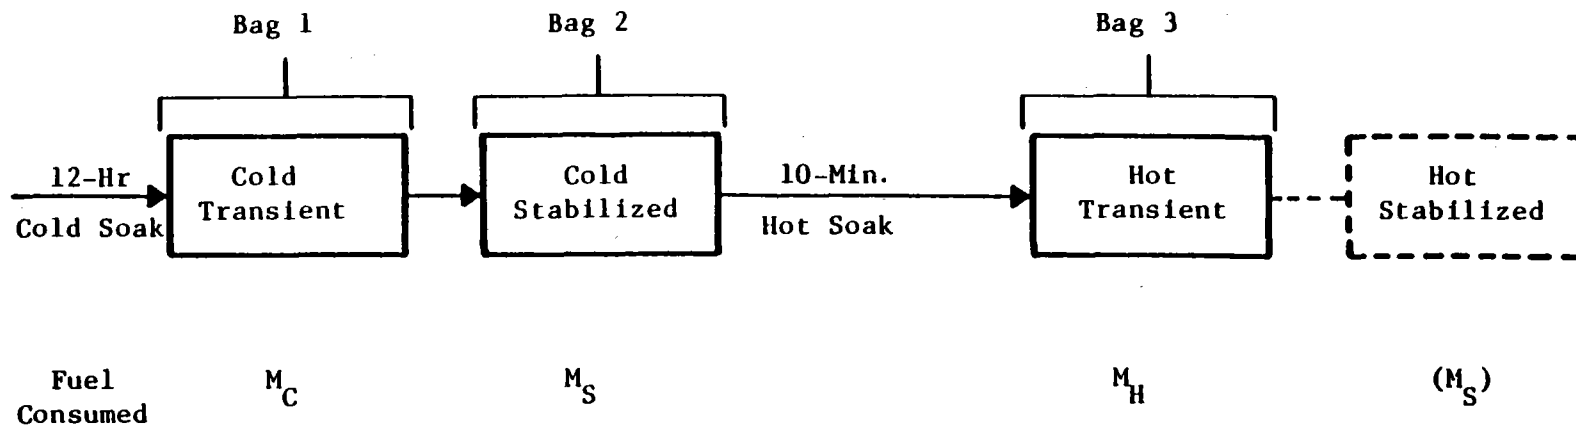 Bag 1
Bag 2
Bag 3
12-Hr
Cold Soak
Cold
Transient
Cold
Stabilized
10-Min.
Hot Soak
Hot
Transient
Hot
Stabilized
Fuel
Consumed
M_C
M_S
M_H
(M_S)